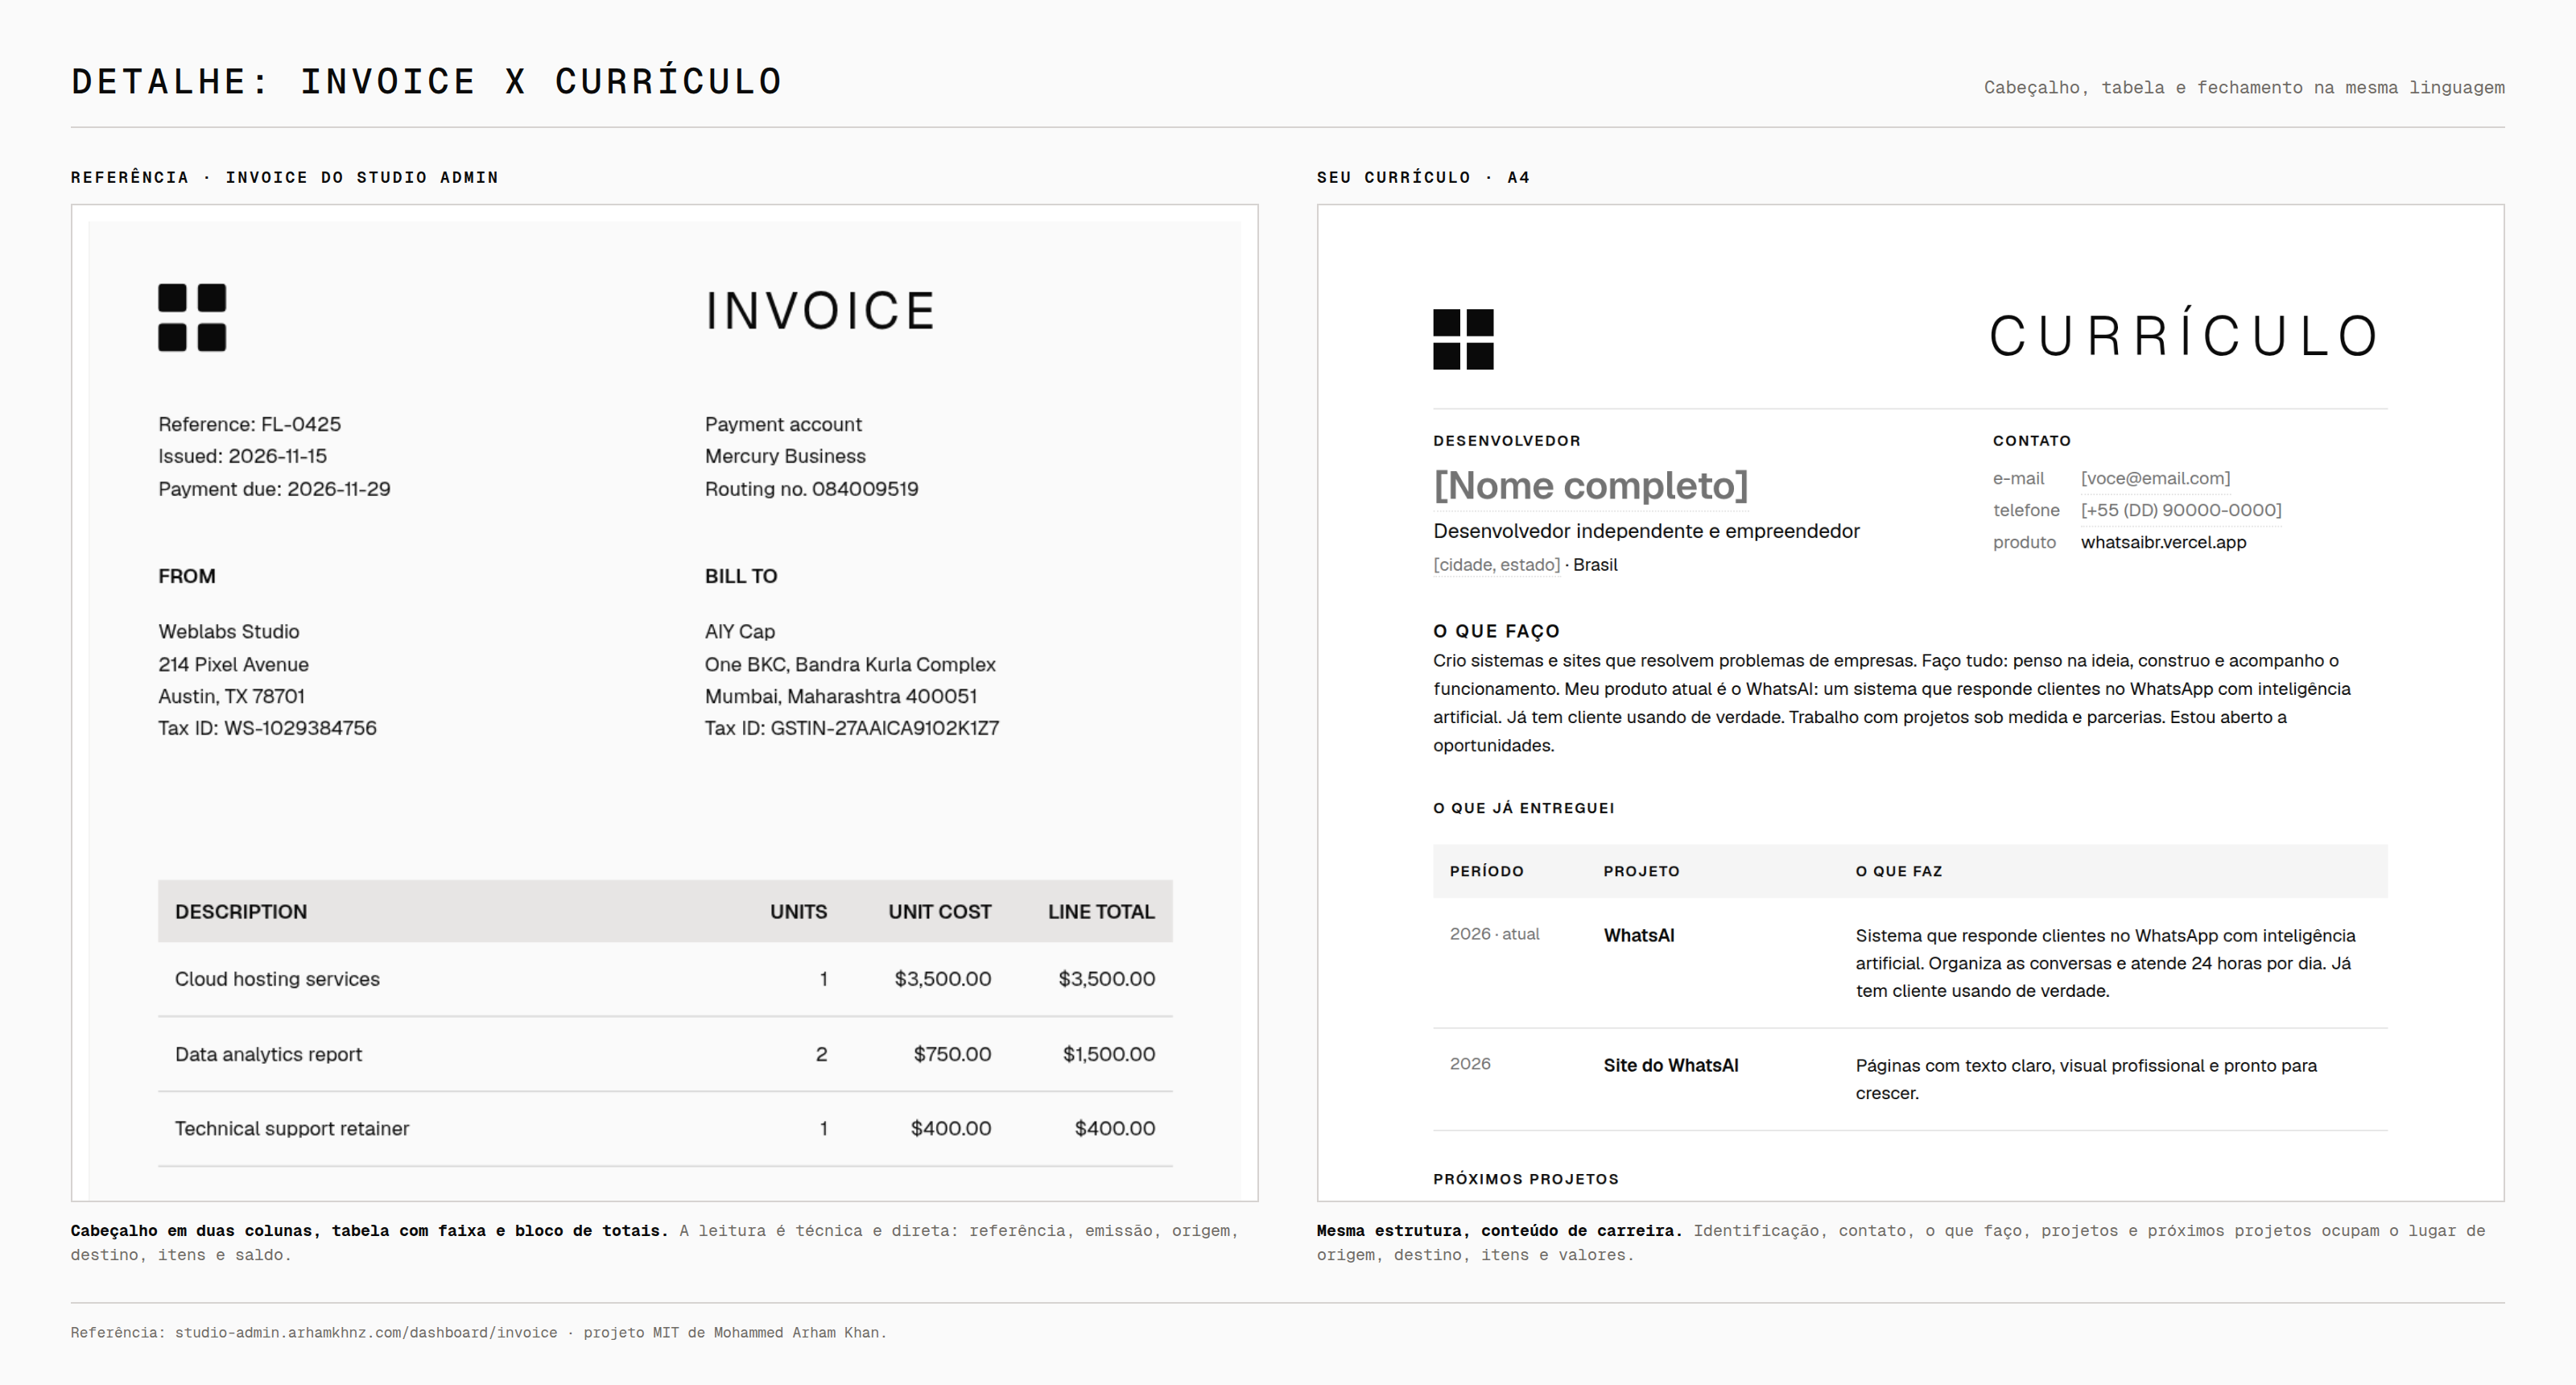 DETALHE: INVOICE X CURRÍCULO
Cabeçalho, tabela e fechamento na mesma linguagem
REFERÊNCIA · INVOICE DO STUDIO ADMIN
INVOICE
Reference: FL-0425
Issued: 2026-11-15
Payment due: 2026-11-29
Payment account
Mercury Business
Routing no. 084009519
FROM
Weblabs Studio
214 Pixel Avenue
Austin, TX 78701
Tax ID: WS-1029384756
BILL TO
AIY Cap
One BKC, Bandra Kurla Complex
Mumbai, Maharashtra 400051
Tax ID: GSTIN-27AAICA9102K1Z7
DESCRIPTION UNITS UNIT COST LINE TOTAL
Cloud hosting services 1 $3,500.00 $3,500.00
Data analytics report 2 $750.00 $1,500.00
Technical support retainer 1 $400.00 $400.00
Cabeçalho em duas colunas, tabela com faixa e bloco de totais. A leitura é técnica e direta: referência, emissão, origem,
destino, itens e saldo.
SEU CURRÍCULO · A4
CURRÍCULO
DESENVOLVEDOR
[Nome completo]
Desenvolvedor independente e empreendedor
[cidade, estado] · Brasil
CONTATO
e-mail [voce@email.com]
telefone [+55 (DD) 90000-0000]
produto whatsaibr.vercel.app
O QUE FAÇO
Crio sistemas e sites que resolvem problemas de empresas. Faço tudo: penso na ideia, construo e acompanho o
funcionamento. Meu produto atual é o WhatsAI: um sistema que responde clientes no WhatsApp com inteligência
artificial. Já tem cliente usando de verdade. Trabalho com projetos sob medida e parcerias. Estou aberto a
oportunidades.
O QUE JÁ ENTREGUEI
PERÍODO PROJETO O QUE FAZ
2026 · atual WhatsAI Sistema que responde clientes no WhatsApp com inteligência
artificial. Organiza as conversas e atende 24 horas por dia. Já
tem cliente usando de verdade.
2026 Site do WhatsAI Páginas com texto claro, visual profissional e pronto para
crescer.
PRÓXIMOS PROJETOS
Mesma estrutura, conteúdo de carreira. Identificação, contato, o que faço, projetos e próximos projetos ocupam o lugar de
origem, destino, itens e valores.
Referência: studio-admin.arhamkhnz.com/dashboard/invoice · projeto MIT de Mohammed Arham Khan.